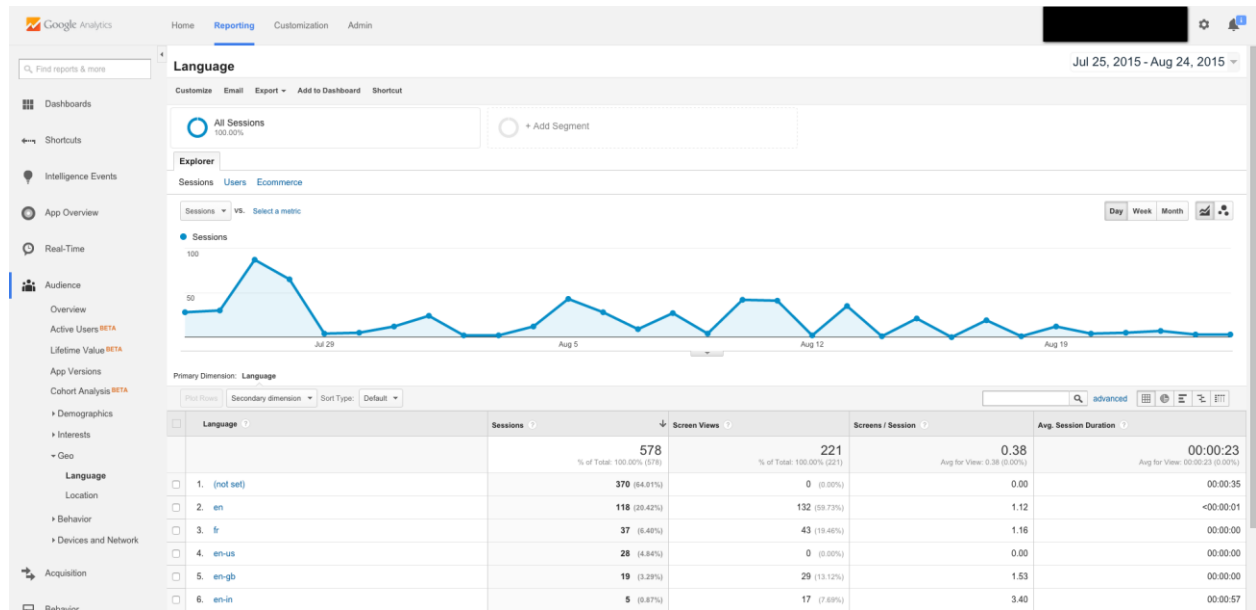 Google Analytics
Home Reporting Customization Admin
Find reports & more
Dashboards
Shortcuts
Intelligence Events
App Overview
Real-Time
Audience
Overview
Active Users BETA
Lifetime Value BETA
App Versions
Cohort Analysis BETA
Demographics
Interests
Geo
Language
Location
Behavior
Devices and Network
Acquisition
Behavior
Language
Jul 25, 2015 - Aug 24, 2015
Customize Email Export Add to Dashboard Shortcut
All Sessions
100.00%
+ Add Segment
Explorer
Sessions Users Ecommerce
Sessions VS. Select a metric
Day Week Month
Sessions
100
50
Jul 29 Aug 5 Aug 12 Aug 19
Primary Dimension: Language
Plot Rows Secondary dimension Sort Type: Default advanced
Language Sessions Screen Views Screens / Session Avg. Session Duration
578 221 0.38 00:00:23
% of Total: 100.00% (578) % of Total: 100.00% (221) Avg for View: 0.38 (0.00%) Avg for View: 00:00:23 (0.00%)
1. (not set) 370 (64.01%) 0 (0.00%) 0.00 00:00:35
2. en 118 (20.42%) 132 (59.73%) 1.12 <00:00:01
3. fr 37 (6.40%) 43 (19.46%) 1.16 00:00:00
4. en-us 28 (4.84%) 0 (0.00%) 0.00 00:00:00
5. en-gb 19 (3.29%) 29 (13.12%) 1.53 00:00:00
6. en-in 5 (0.87%) 17 (7.69%) 3.40 00:00:57